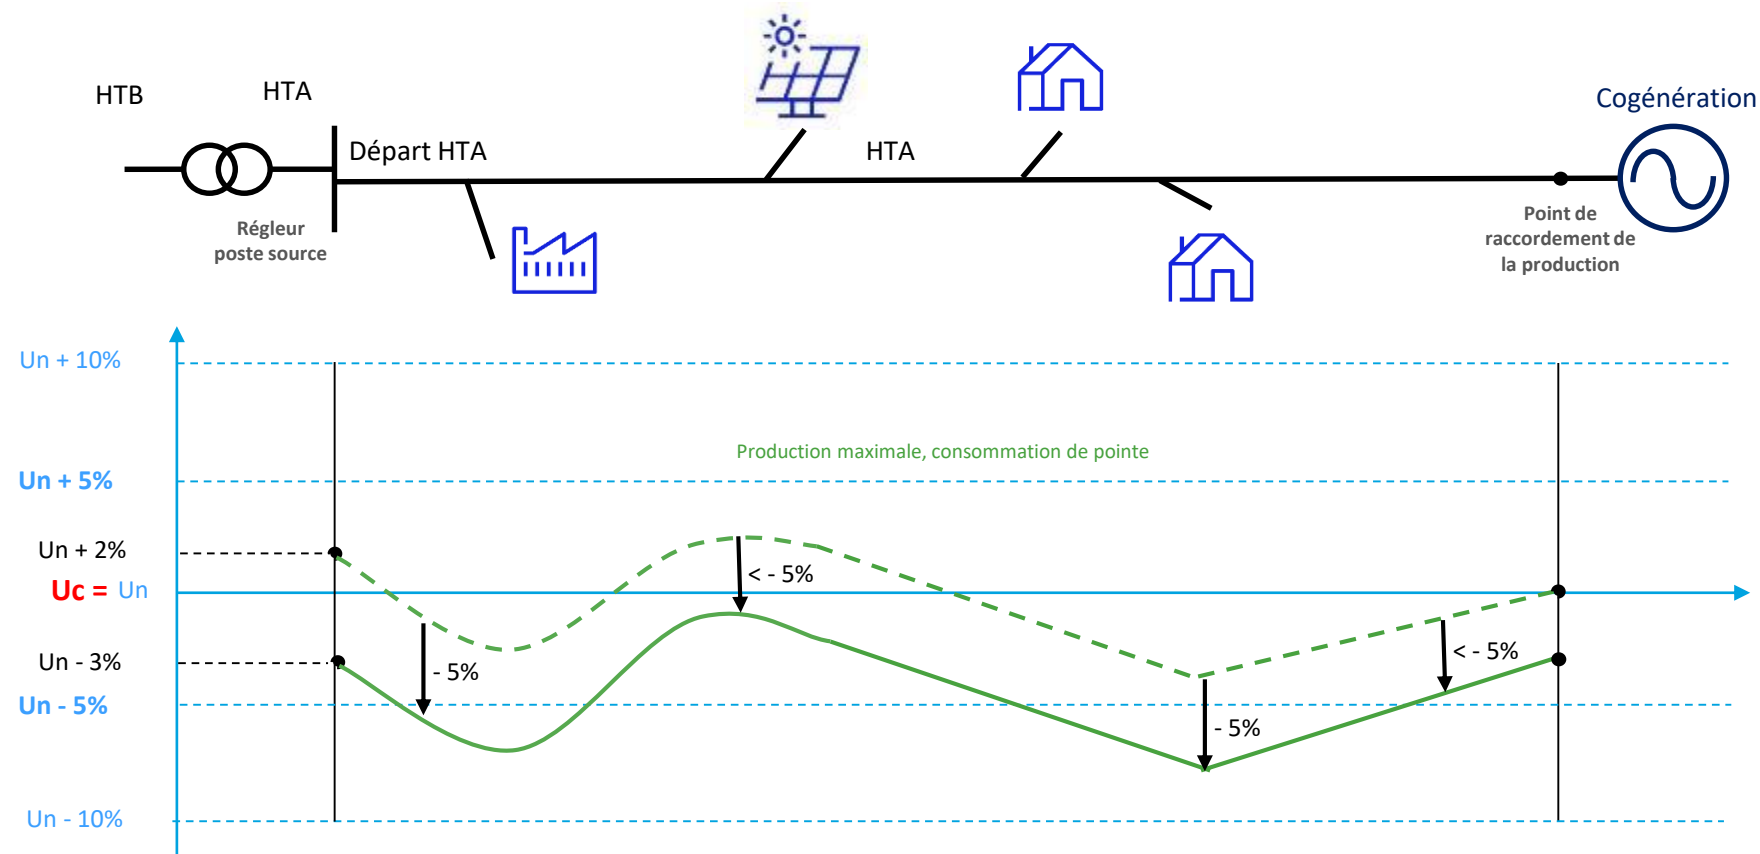 HTB
HTA
Cogénération
Départ HTA
HTA
Régleur
poste source
Point de
raccordement de
la production
Un + 10%
Production maximale, consommation de pointe
Un + 5%
Un + 2%
< - 5%
Uc = Un
Un - 3%
- 5%
< - 5%
Un - 5%
- 5%
Un - 10%